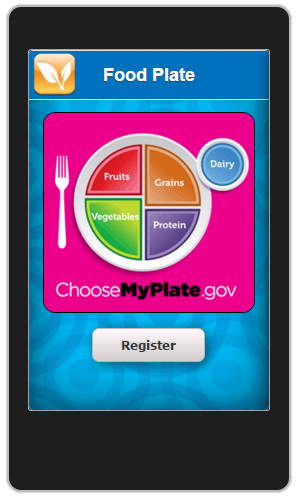 Food Plate
Fruits
Grains
Dairy
Vegetables
Protein
ChooseMyPlate.gov
Register